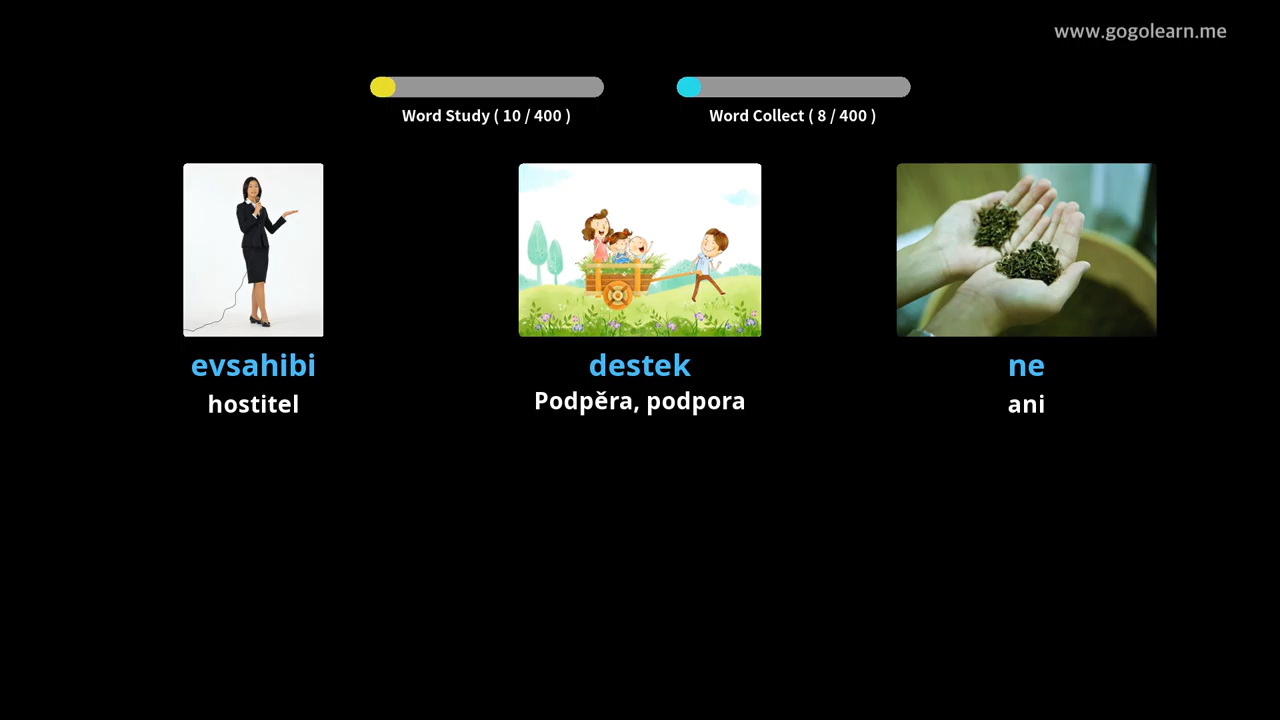 www.gogolearn.me
Word Study ( 10 / 400 )
Word Collect ( 8 / 400 )
evsahibi
hostitel
destek
Podpěra, podpora
ne
ani